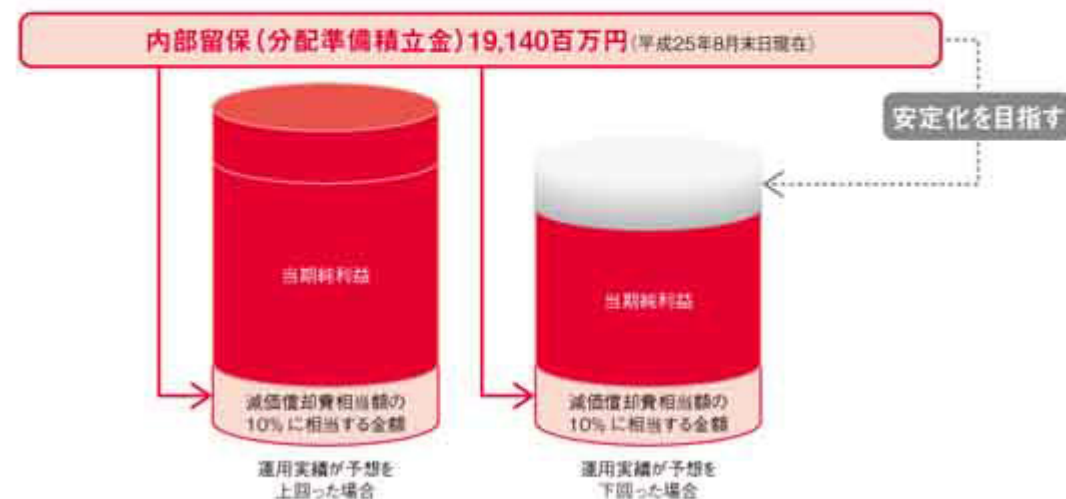 内部留保(分配準備積立金)19,140百万円(平成25年8月末日現在)
安定化を目指す
当期純利益
当期純利益
減価償却費相当額の
10%に相当する金額
減価償却費相当額の
10%に相当する金額
運用実績が予想を
上回った場合
運用実績が予想を
下回った場合